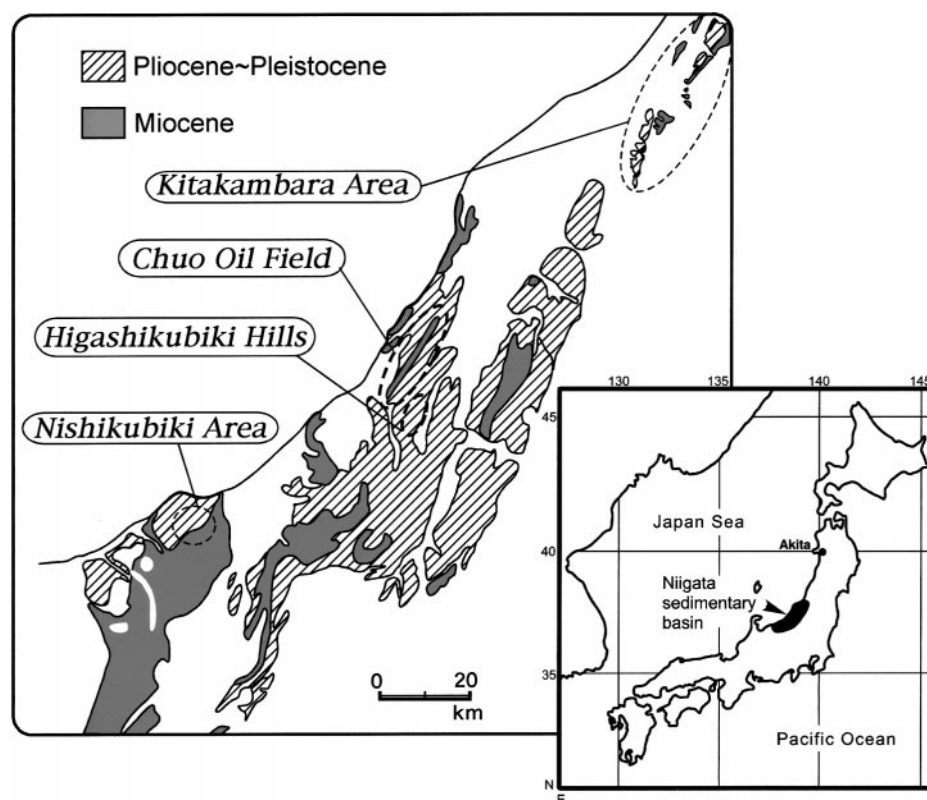 Pliocene~Pleistocene
Miocene
Kitakambara Area
Chuo Oil Field
Higashikubiki Hills
Nishikubiki Area
0 20
km
130 135 140 145
45
Japan Sea
Akita
40
Niigata
sedimentary
basin
35
Pacific Ocean
N
E